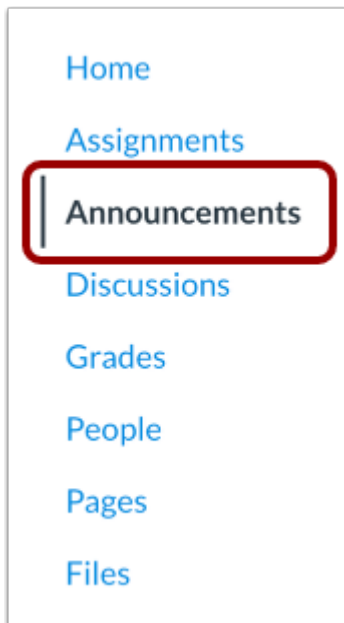 Home
Assignments
Announcements
Discussions
Grades
People
Pages
Files